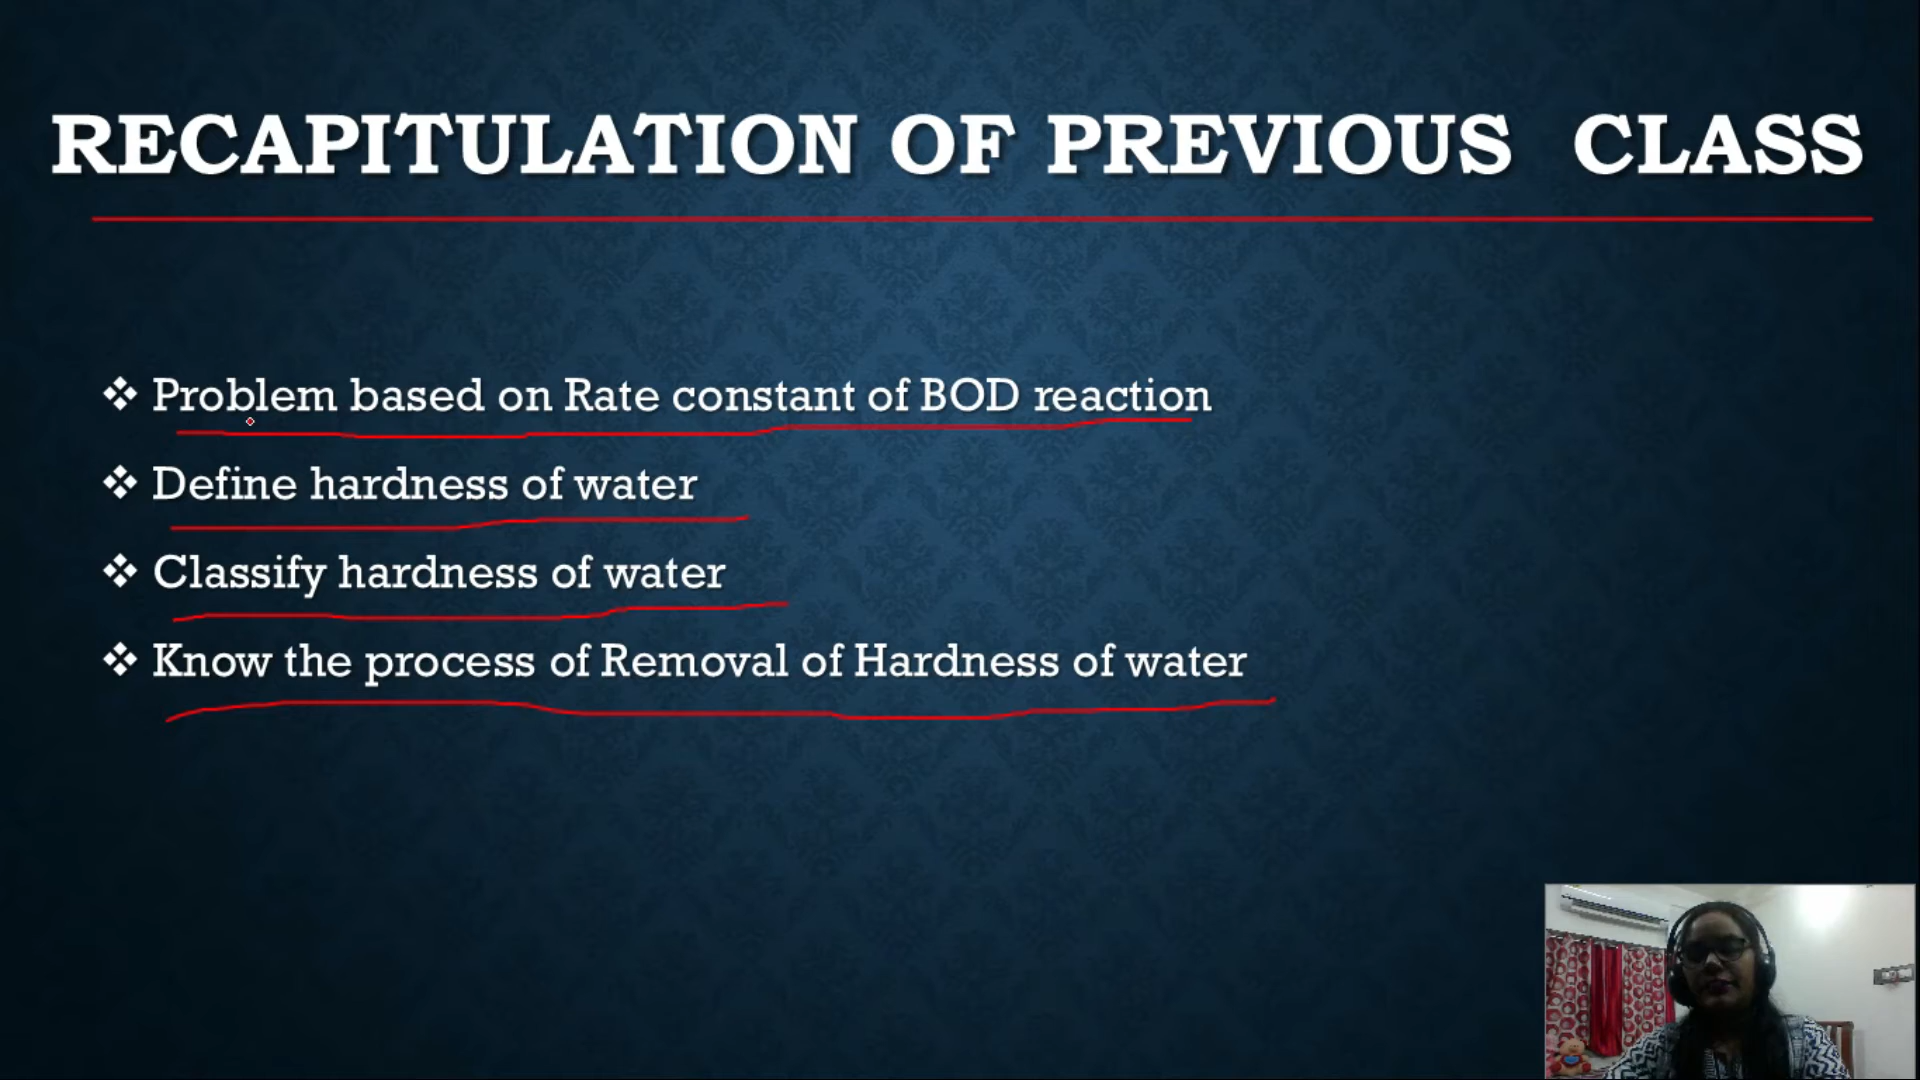 RECAPITULATION OF PREVIOUS CLASS
Problem based on Rate constant of BOD reaction
Define hardness of water
Classify hardness of water
Know the process of Removal of Hardness of water